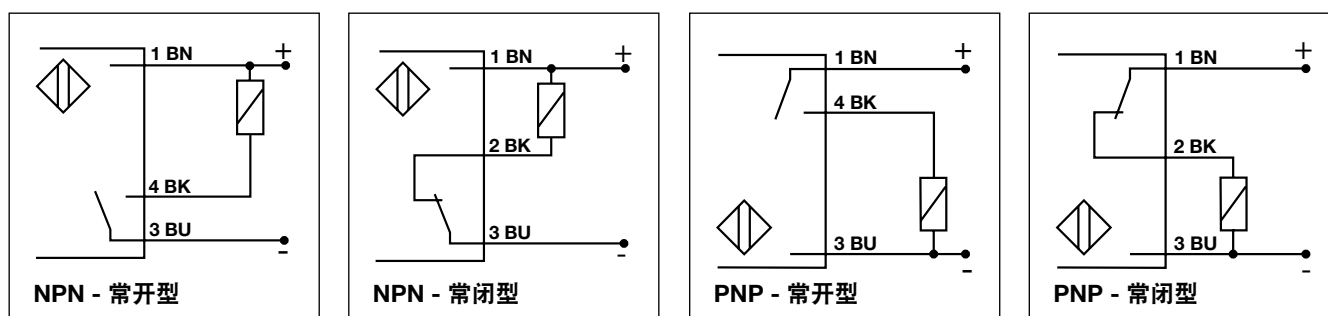 1 BN
+
4 BK
3 BU
-
NPN - 常开型
1 BN
+
2 BK
3 BU
-
NPN - 常闭型
1 BN
+
4 BK
3 BU
-
PNP - 常开型
1 BN
+
2 BK
3 BU
-
PNP - 常闭型